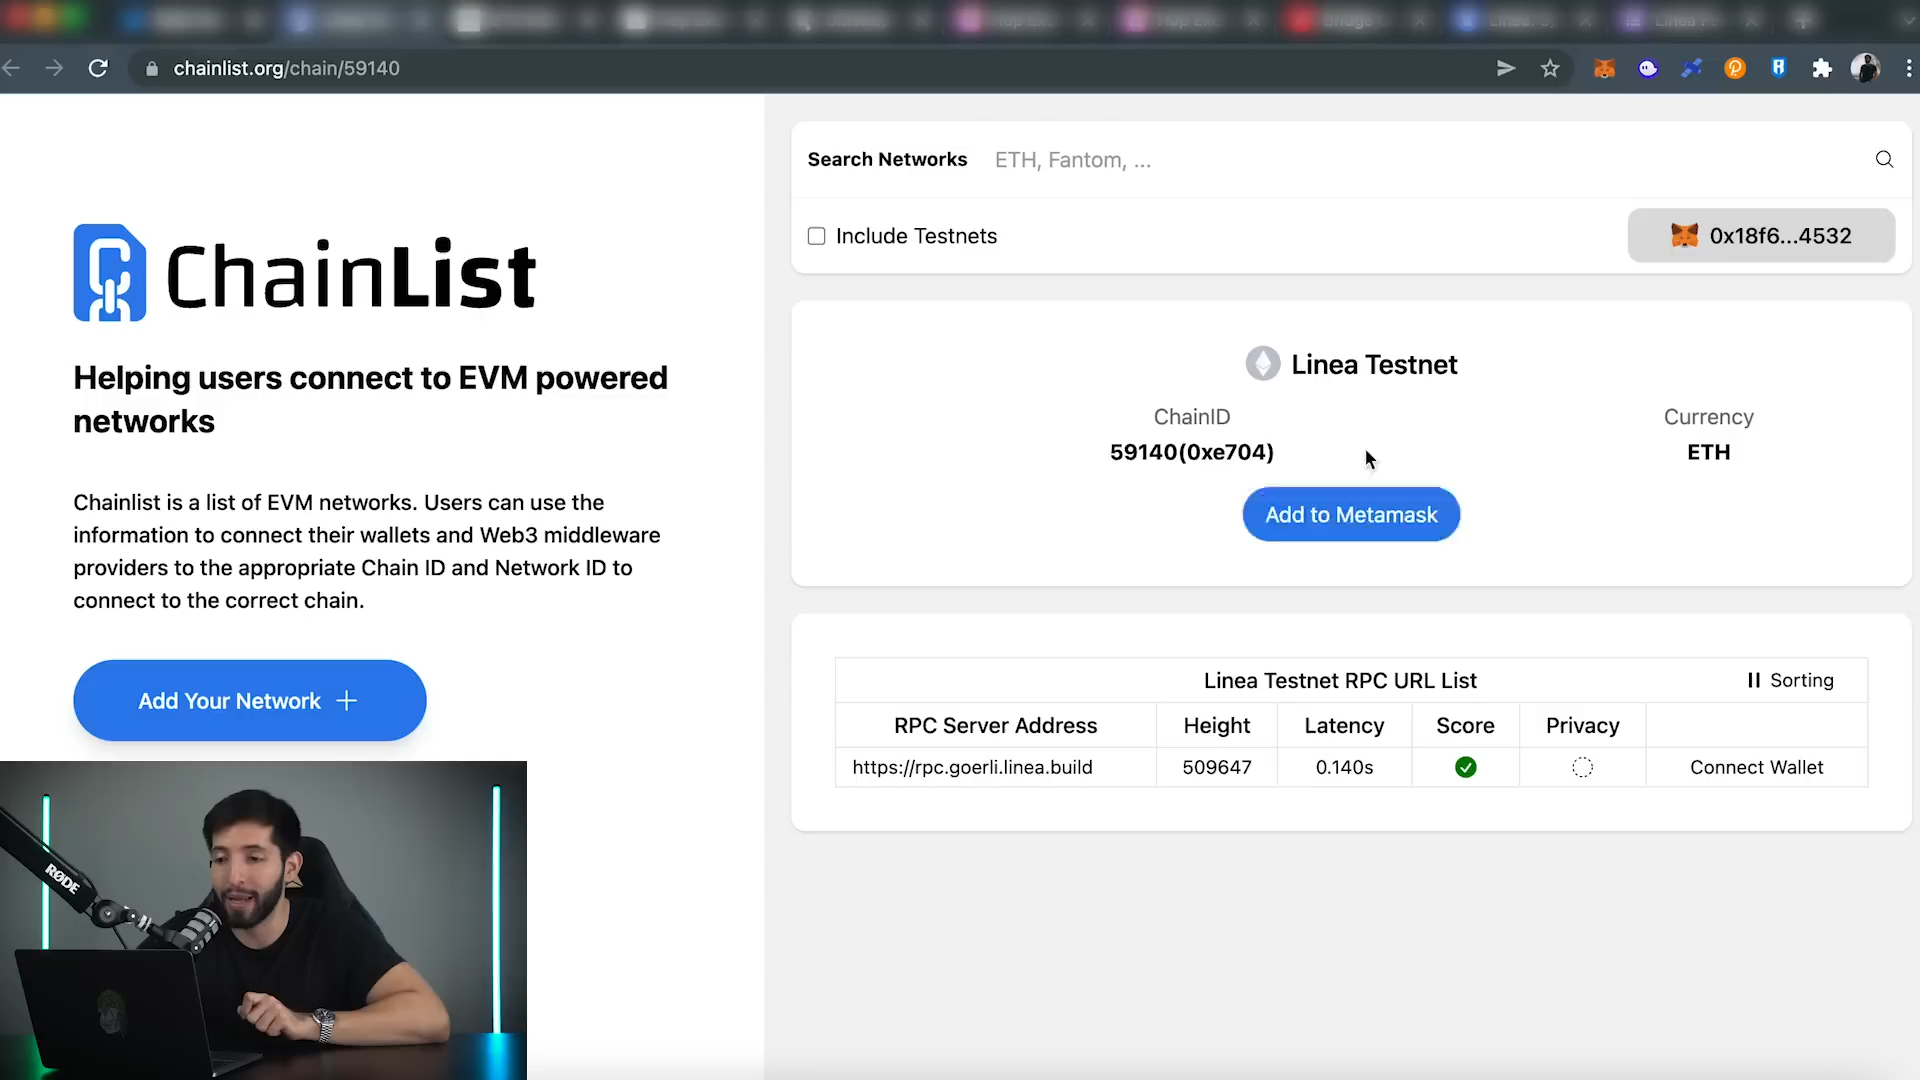 chainlist.org/chain/59140
Search Networks ETH, Fantom, ...
Include Testnets
0x18f6...4532
ChainList
Helping users connect to EVM powered
networks
Chainlist is a list of EVM networks. Users can use the
information to connect their wallets and Web3 middleware
providers to the appropriate Chain ID and Network ID to
connect to the correct chain.
Add Your Network
Linea Testnet
ChainID Currency
59140(0xe704) ETH
Add to Metamask
Linea Testnet RPC URL List Sorting
RPC Server Address Height Latency Score Privacy
https://rpc.goerli.linea.build 509647 0.140s Connect Wallet
RØDE